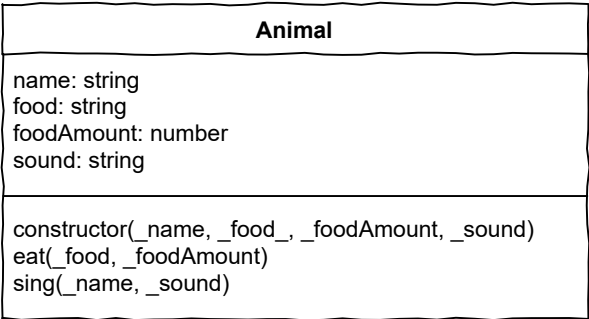 Animal
name: string
food: string
foodAmount: number
sound: string
constructor(_name, _food_, _foodAmount, _sound)
eat(_food, _foodAmount)
sing(_name, _sound)